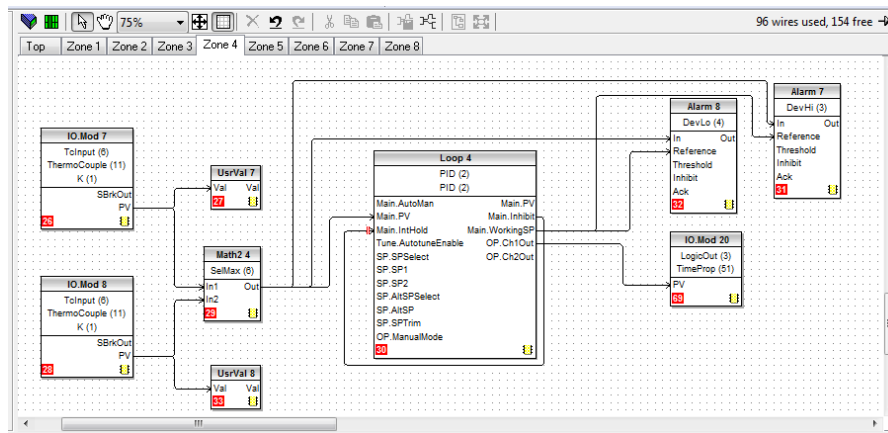 75%
96 wires used, 154 free
Top Zone 1 Zone 2 Zone 3 Zone 4 Zone 5 Zone 6 Zone 7 Zone 8
IO.Mod 7
ToInput (6)
ThermoCouple (11)
K (1)
SBrkOut
PV
26
IO.Mod 8
ToInput (6)
ThermoCouple (11)
K (1)
SBrkOut
PV
28
UsrVal 7
Val Val
27
Math2 4
SelMax (6)
In1 Out
In2
29
UsrVal 8
Val Val
33
Loop 4
PID (2)
PID (2)
Main.AutoMan Main.PV
Main.PV Main.Inhibit
Main.IntHold Main.WorkingSP
Tune.AutotuneEnable OP.Ch1Out
SP.SPSelect OP.Ch2Out
SP.SP1
SP.SP2
SP.AltSPSelect
SP.AltSP
SP.SPTrim
OP.ManualMode
30
Alarm 8
DevLo (4)
In Out
Reference
Threshold
Inhibit
Ack
32
Alarm 7
DevHi (3)
In Out
Reference
Threshold
Inhibit
Ack
31
IO.Mod 20
LogicOut (3)
TimeProp (51)
PV
69